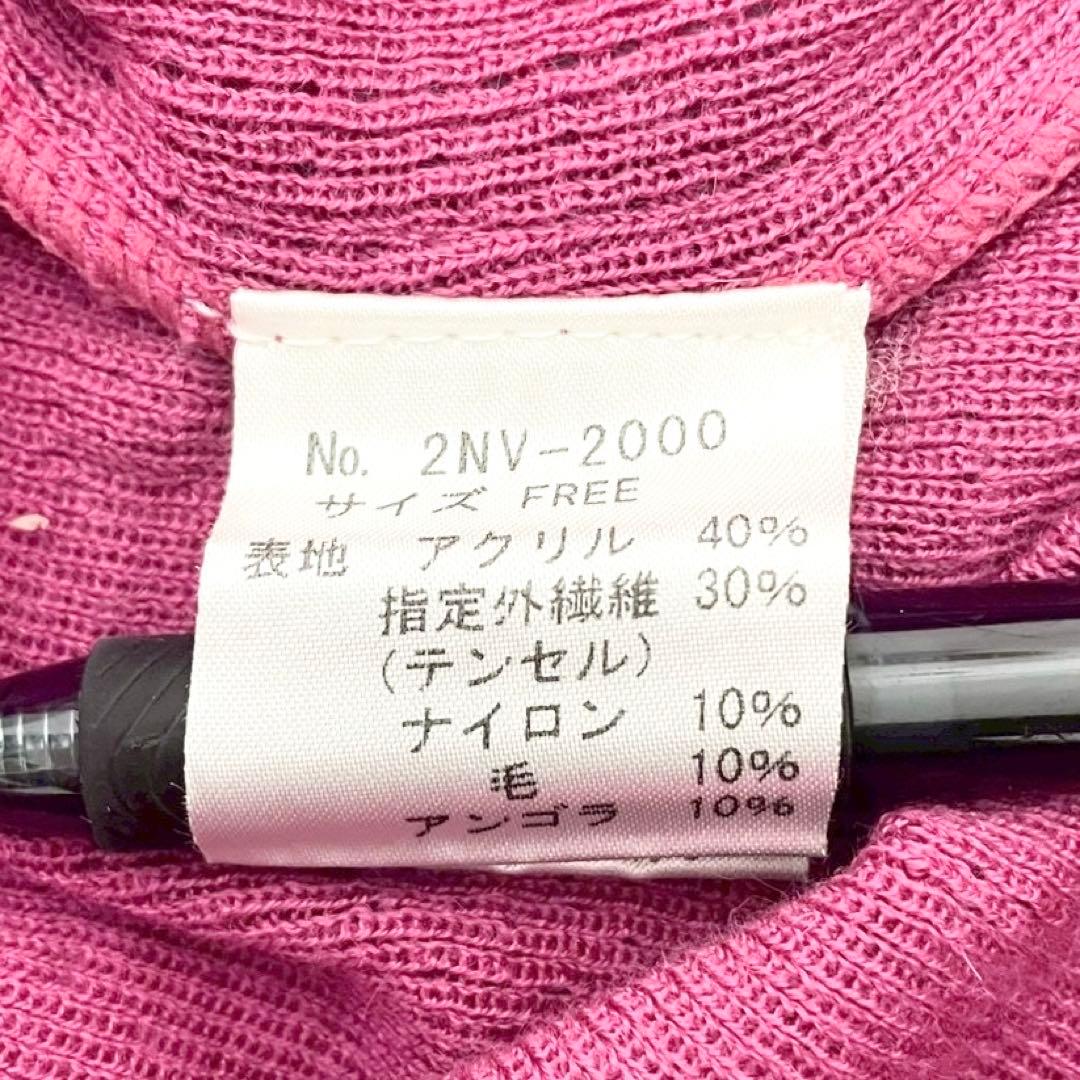 No. 2NV-2000
サイズ FREE
表地 アクリル 40%
指定外繊維 30%
(テンセル)
ナイロン 10%
毛 10%
アンゴラ 10%